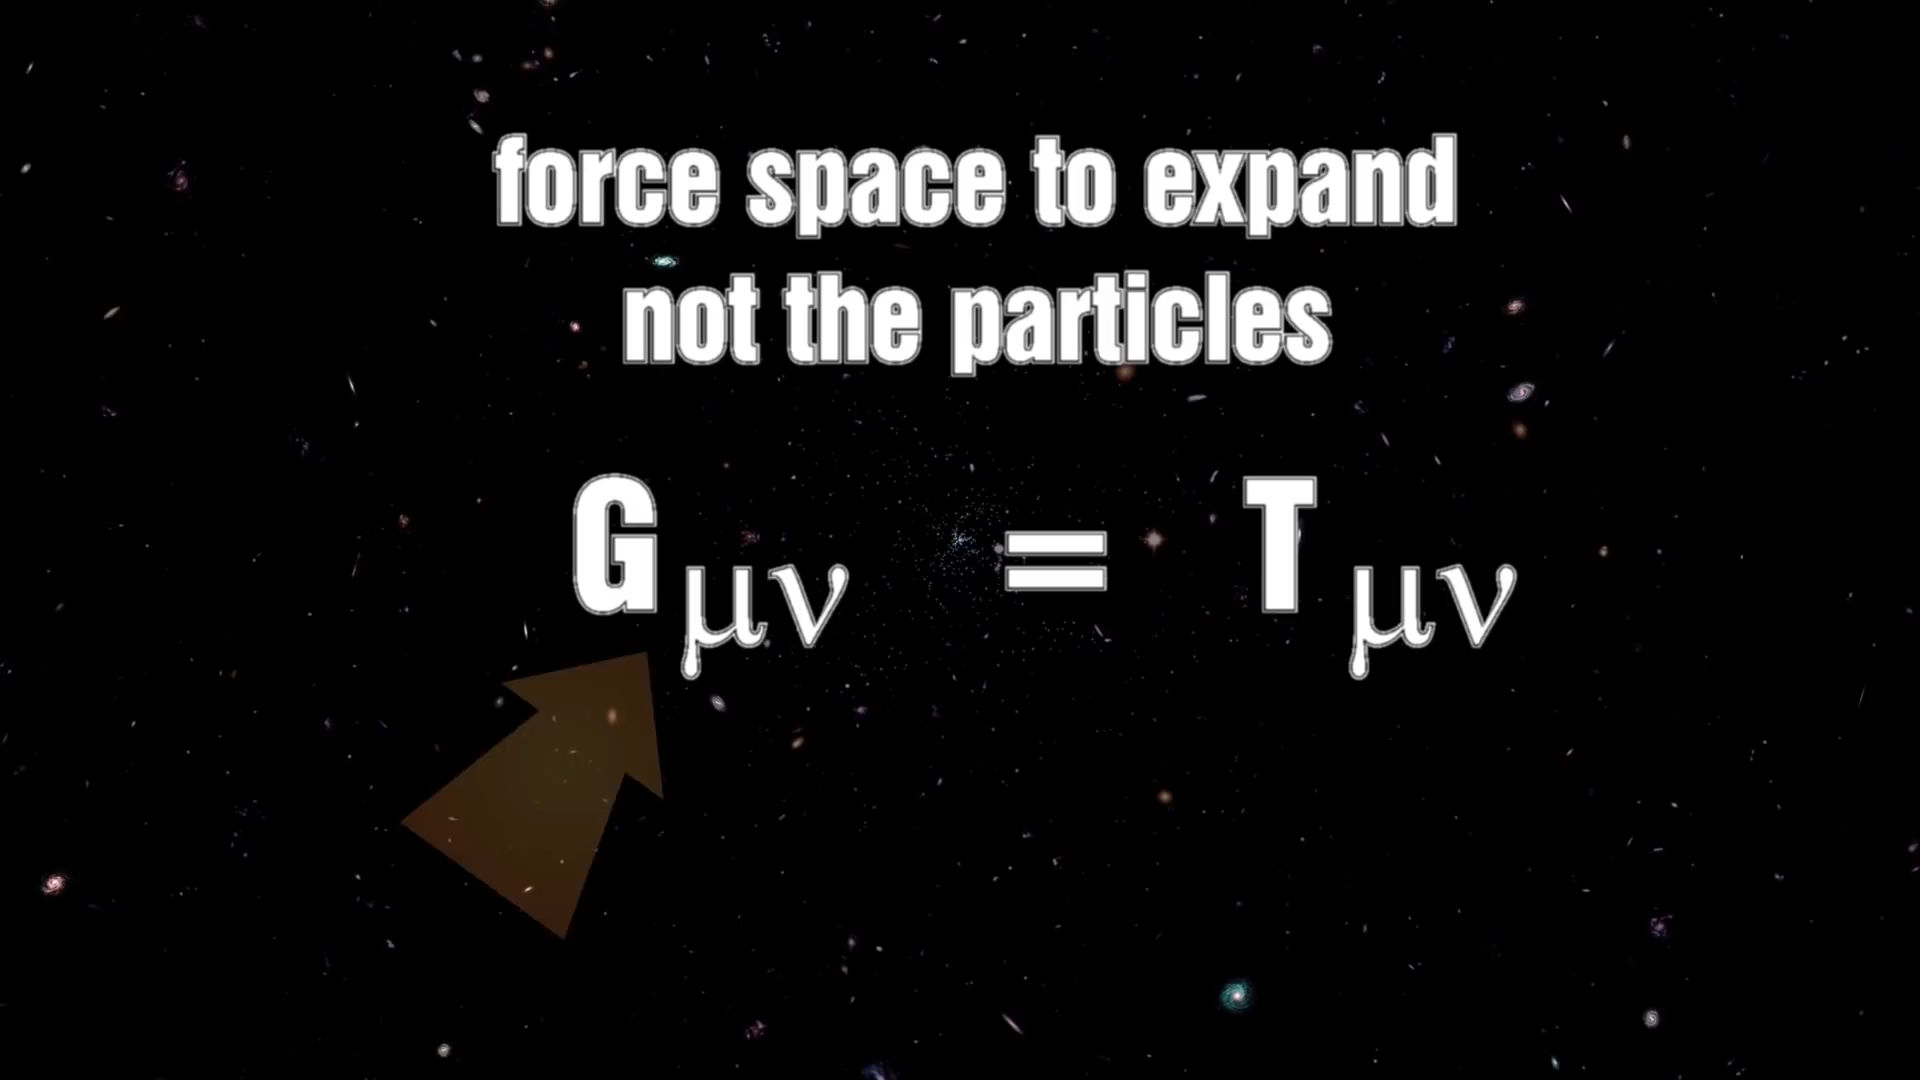 force space to expand
not the particles
Gμν = Tμν